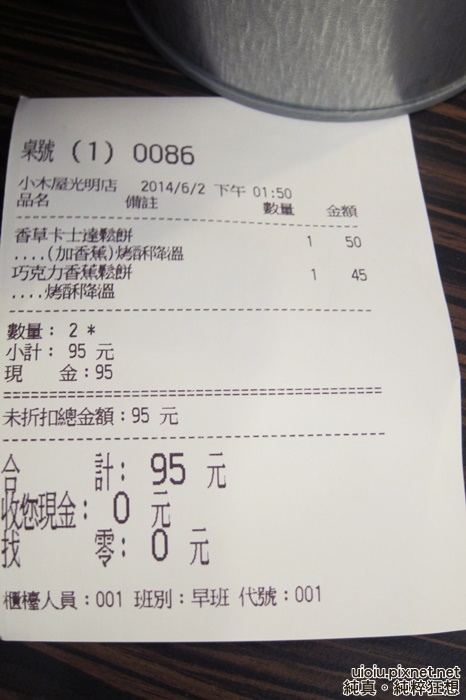 桌號 (1) 0086
小木屋光明店 2014/6/2 下午 01:50
品名 備註 數量 金額
香草卡士達鬆餅 1 50
....(加香蕉)烤酥降溫
巧克力香蕉鬆餅 1 45
....烤酥降溫
數量: 2 *
小計: 95 元
現 金:95
未折扣總金額:95 元
合 計: 95 元
收您現金: 0 元
找 零: 0 元
櫃檯人員:001 班別:早班 代號:001
uioiu.pixnet.net
純真。純粹狂想